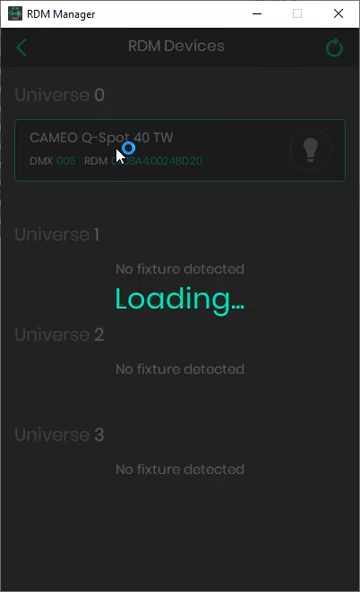 RDM Manager
RDM Devices
Universe 0
CAMEO Q-Spot 40 TW
DMX 005 RDM
Universe 1
No fixture detected
Loading...
Universe 2
No fixture detected
Universe 3
No fixture detected